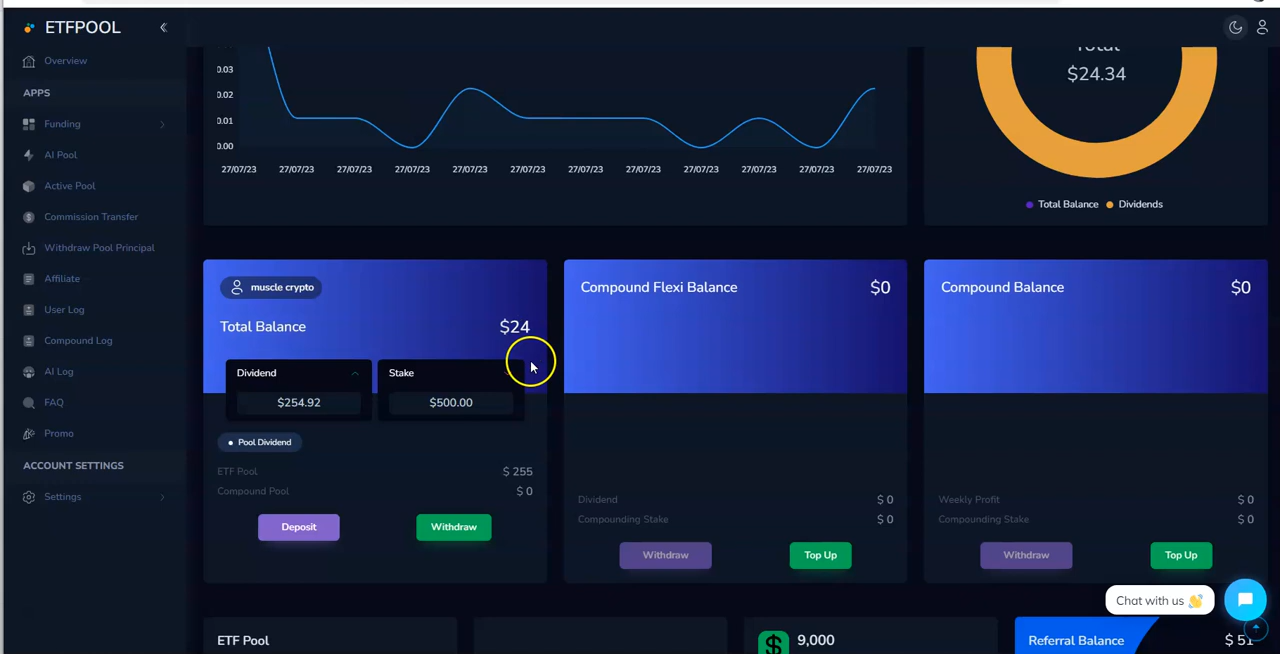 ETFPOOL
Overview
APPS
Funding
AI Pool
Active Pool
Commission Transfer
Withdraw Pool Principal
Affiliate
User Log
Compound Log
AI Log
FAQ
Promo
ACCOUNT SETTINGS
Settings
0.03
0.02
0.01
0.00
27/07/23 27/07/23 27/07/23 27/07/23 27/07/23 27/07/23 27/07/23 27/07/23 27/07/23 27/07/23 27/07/23 27/07/23
Total
$24.34
Total Balance Dividends
muscle crypto
Total Balance $24
Dividend Stake
$254.92 $500.00
Pool Dividend
ETF Pool $ 255
Compound Pool $ 0
Deposit Withdraw
Compound Flexi Balance $0
Dividend $ 0
Compounding Stake $ 0
Withdraw Top Up
Compound Balance $0
Weekly Profit $ 0
Compounding Stake $ 0
Withdraw Top Up
Chat with us 👋
ETF Pool
$ 9,000
Referral Balance $ 51